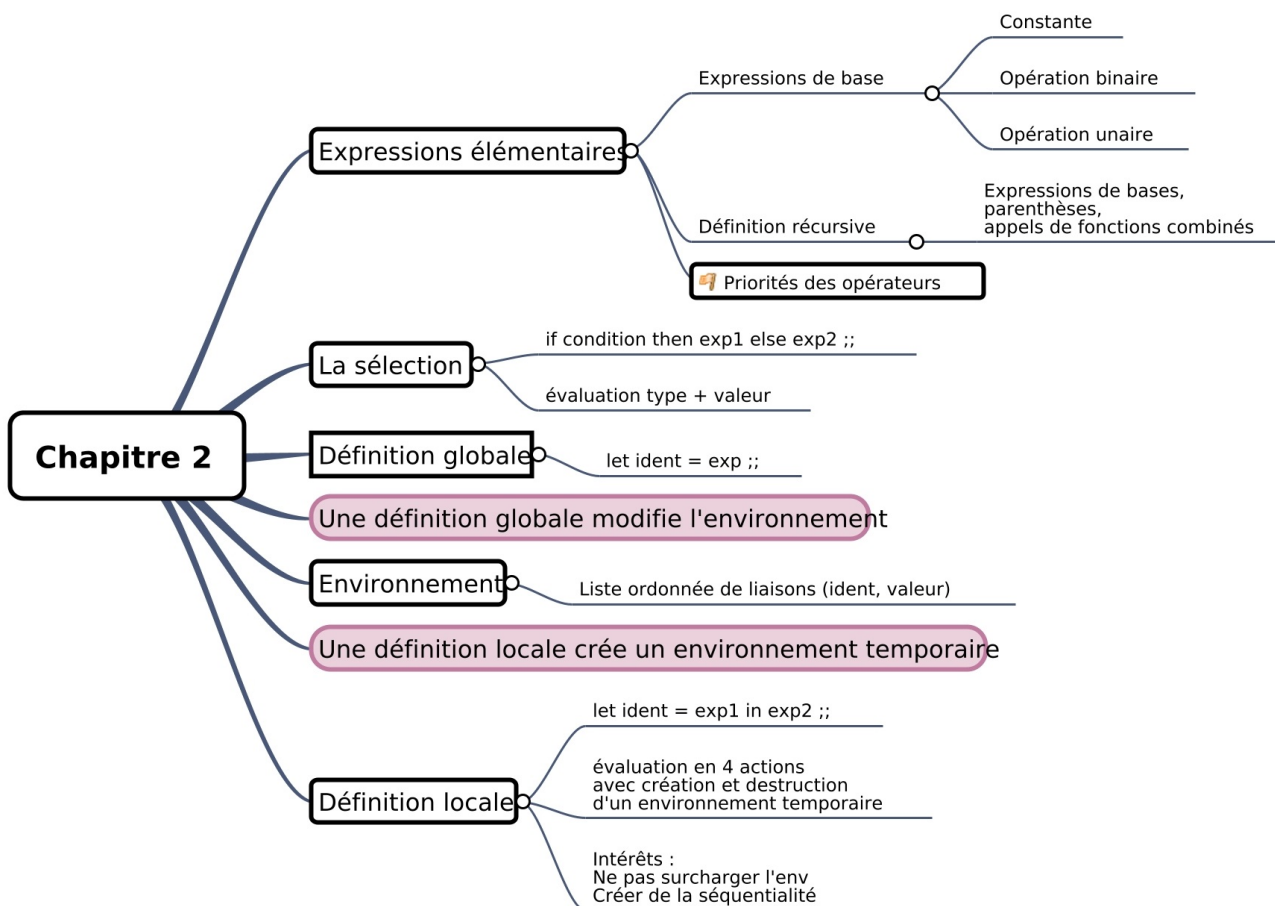 Chapitre 2
Expressions élémentaires
Expressions de base
Constante
Opération binaire
Opération unaire
Définition récursive
Expressions de bases,
parenthèses,
appels de fonctions combinés
Priorités des opérateurs
La sélection
if condition then exp1 else exp2 ;;
évaluation type + valeur
Définition globale
let ident = exp ;;
Une définition globale modifie l'environnement
Environnement
Liste ordonnée de liaisons (ident, valeur)
Une définition locale crée un environnement temporaire
Définition locale
let ident = exp1 in exp2 ;;
évaluation en 4 actions
avec création et destruction
d'un environnement temporaire
Intérêts :
Ne pas surcharger l'env
Créer de la séquentialité